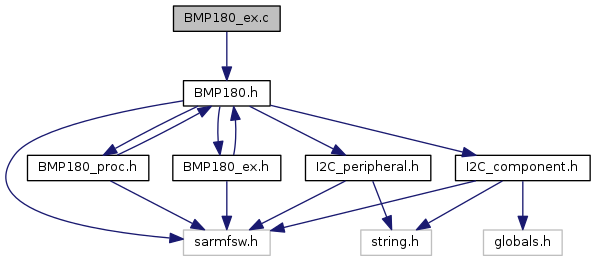 BMP180_ex.c
BMP180.h
BMP180_proc.h
BMP180_ex.h
I2C_peripheral.h
I2C_component.h
sarmfsw.h
string.h
globals.h